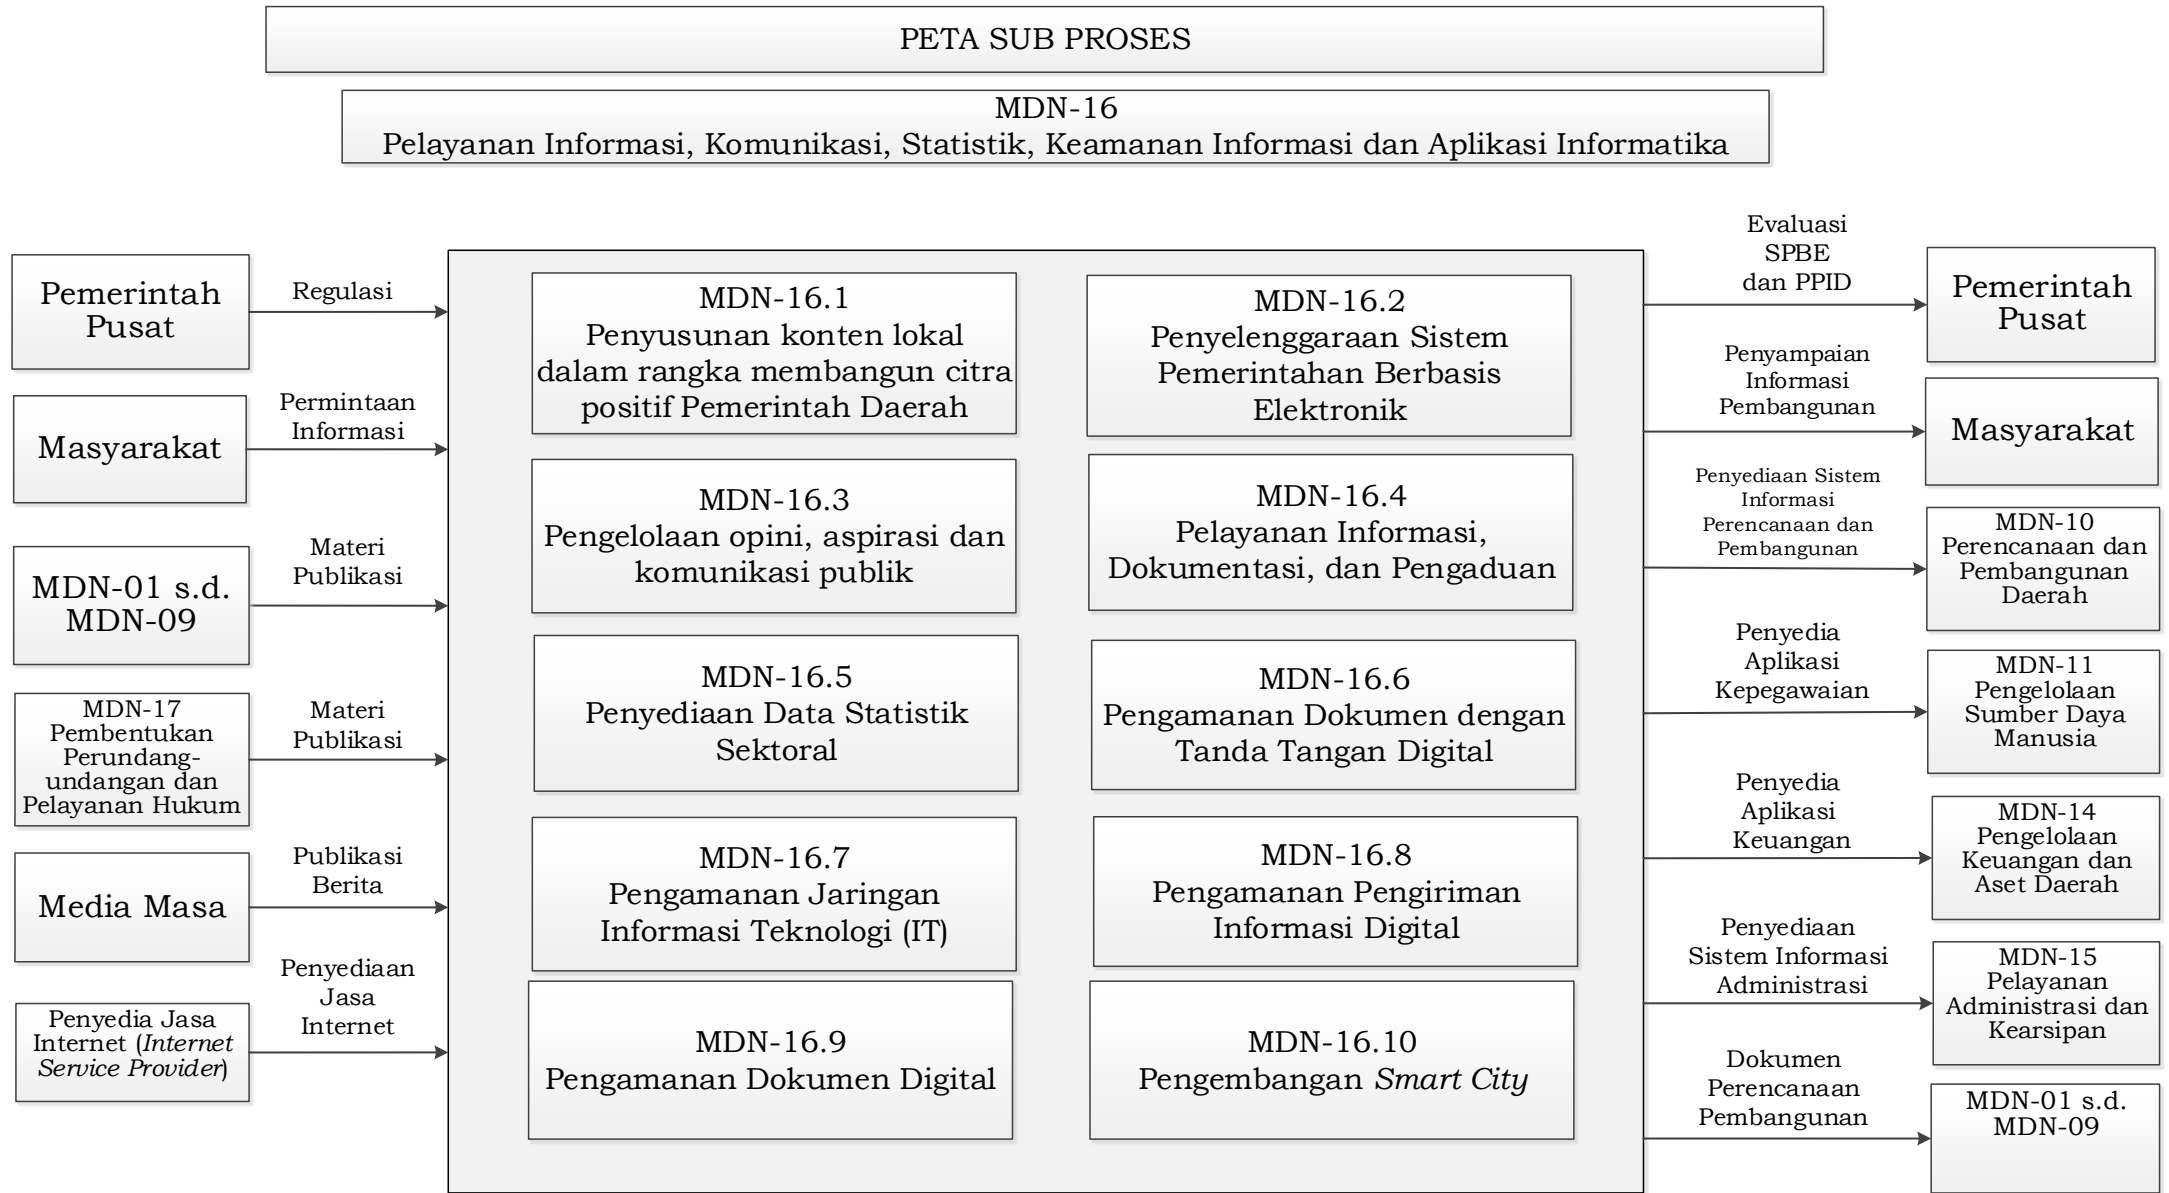 PETA SUB PROSES
MDN-16
Pelayanan Informasi, Komunikasi, Statistik, Keamanan Informasi dan Aplikasi Informatika
Pemerintah
Pusat
Regulasi
Masyarakat
Permintaan
Informasi
MDN-01 s.d.
MDN-09
Materi
Publikasi
MDN-17
Pembentukan
Perundang-
undangan dan
Pelayanan Hukum
Materi
Publikasi
Media Masa
Publikasi
Berita
Penyedia Jasa
Internet (Internet
Service Provider)
Penyediaan
Jasa
Internet
MDN-16.1
Penyusunan konten lokal
dalam rangka membangun citra
positif Pemerintah Daerah
MDN-16.2
Penyelenggaraan Sistem
Pemerintahan Berbasis
Elektronik
MDN-16.3
Pengelolaan opini, aspirasi dan
komunikasi publik
MDN-16.4
Pelayanan Informasi,
Dokumentasi, dan Pengaduan
MDN-16.5
Penyediaan Data Statistik
Sektoral
MDN-16.6
Pengamanan Dokumen dengan
Tanda Tangan Digital
MDN-16.7
Pengamanan Jaringan
Informasi Teknologi (IT)
MDN-16.8
Pengamanan Pengiriman
Informasi Digital
MDN-16.9
Pengamanan Dokumen Digital
MDN-16.10
Pengembangan Smart City
Evaluasi
SPBE
dan PPID
Pemerintah
Pusat
Penyampaian
Informasi
Pembangunan
Masyarakat
Penyediaan Sistem
Informasi
Perencanaan dan
Pembangunan
MDN-10
Perencanaan dan
Pembangunan
Daerah
Penyedia
Aplikasi
Kepegawaian
MDN-11
Pengelolaan
Sumber Daya
Manusia
Penyedia
Aplikasi
Keuangan
MDN-14
Pengelolaan
Keuangan dan
Aset Daerah
Penyediaan
Sistem Informasi
Administrasi
MDN-15
Pelayanan
Administrasi dan
Kearsipan
Dokumen
Perencanaan
Pembangunan
MDN-01 s.d.
MDN-09